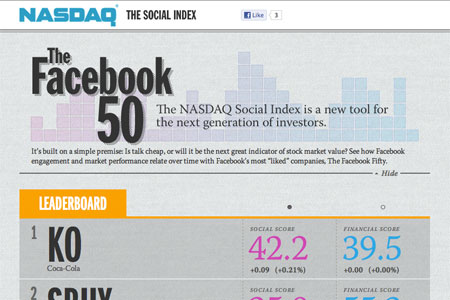 NASDAQ® THE SOCIAL INDEX
Like 3
The
Facebook
50
The NASDAQ Social Index is a new tool for
the next generation of investors.
It's built on a simple premise: Is talk cheap, or will it be the next great indicator of stock market value? See how Facebook
engagement and market performance relate over time with Facebook's most "liked" companies, The Facebook Fifty.
Hide
LEADERBOARD
1 KO
Coca-Cola
SOCIAL SCORE
42.2
+0.09 (+0.21%)
FINANCIAL SCORE
39.5
+0.00 (+0.00%)
2
SOCIAL SCORE
FINANCIAL SCORE